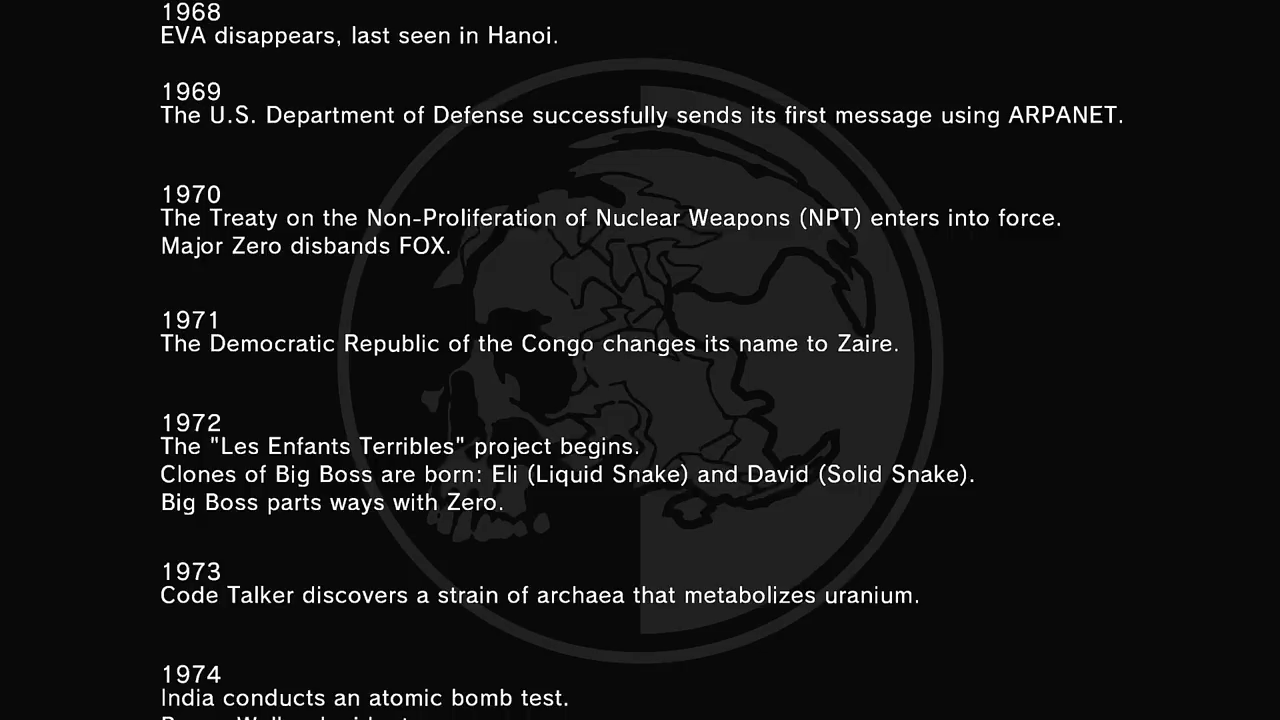 1968
EVA disappears, last seen in Hanoi.
1969
The U.S. Department of Defense successfully sends its first message using ARPANET.
1970
The Treaty on the Non-Proliferation of Nuclear Weapons (NPT) enters into force.
Major Zero disbands FOX.
1971
The Democratic Republic of the Congo changes its name to Zaire.
1972
The "Les Enfants Terribles" project begins.
Clones of Big Boss are born: Eli (Liquid Snake) and David (Solid Snake).
Big Boss parts ways with Zero.
1973
Code Talker discovers a strain of archaea that metabolizes uranium.
1974
India conducts an atomic bomb test.